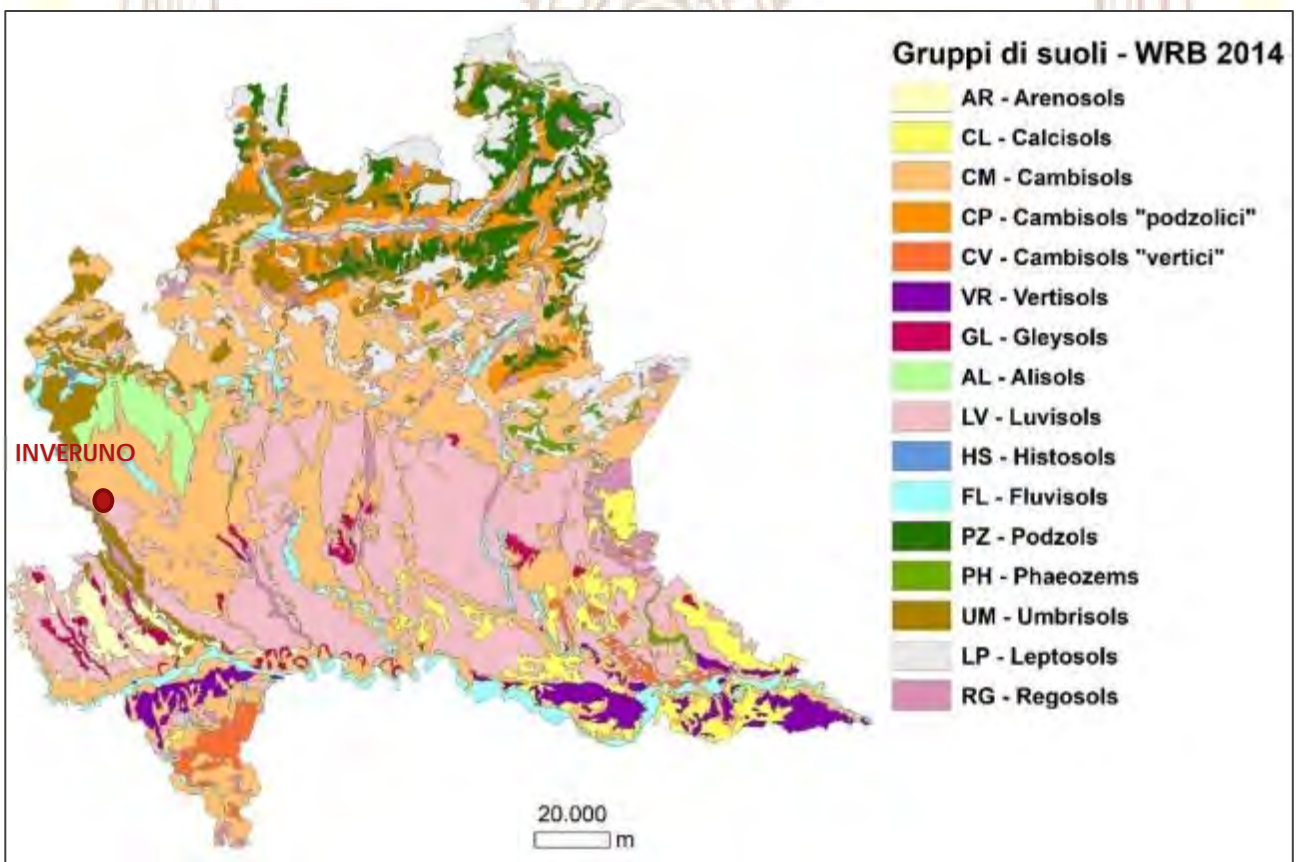 Gruppi di suoli - WRB 2014
AR - Arenosols
CL - Calcisols
CM - Cambisols
CP - Cambisols "podzolici"
CV - Cambisols "vertici"
VR - Vertisols
GL - Gleysols
AL - Alisols
LV - Luvisols
HS - Histosols
FL - Fluvisols
PZ - Podzols
PH - Phaeozems
UM - Umbrisols
LP - Leptosols
RG - Regosols
INVERUNO
20.000
m